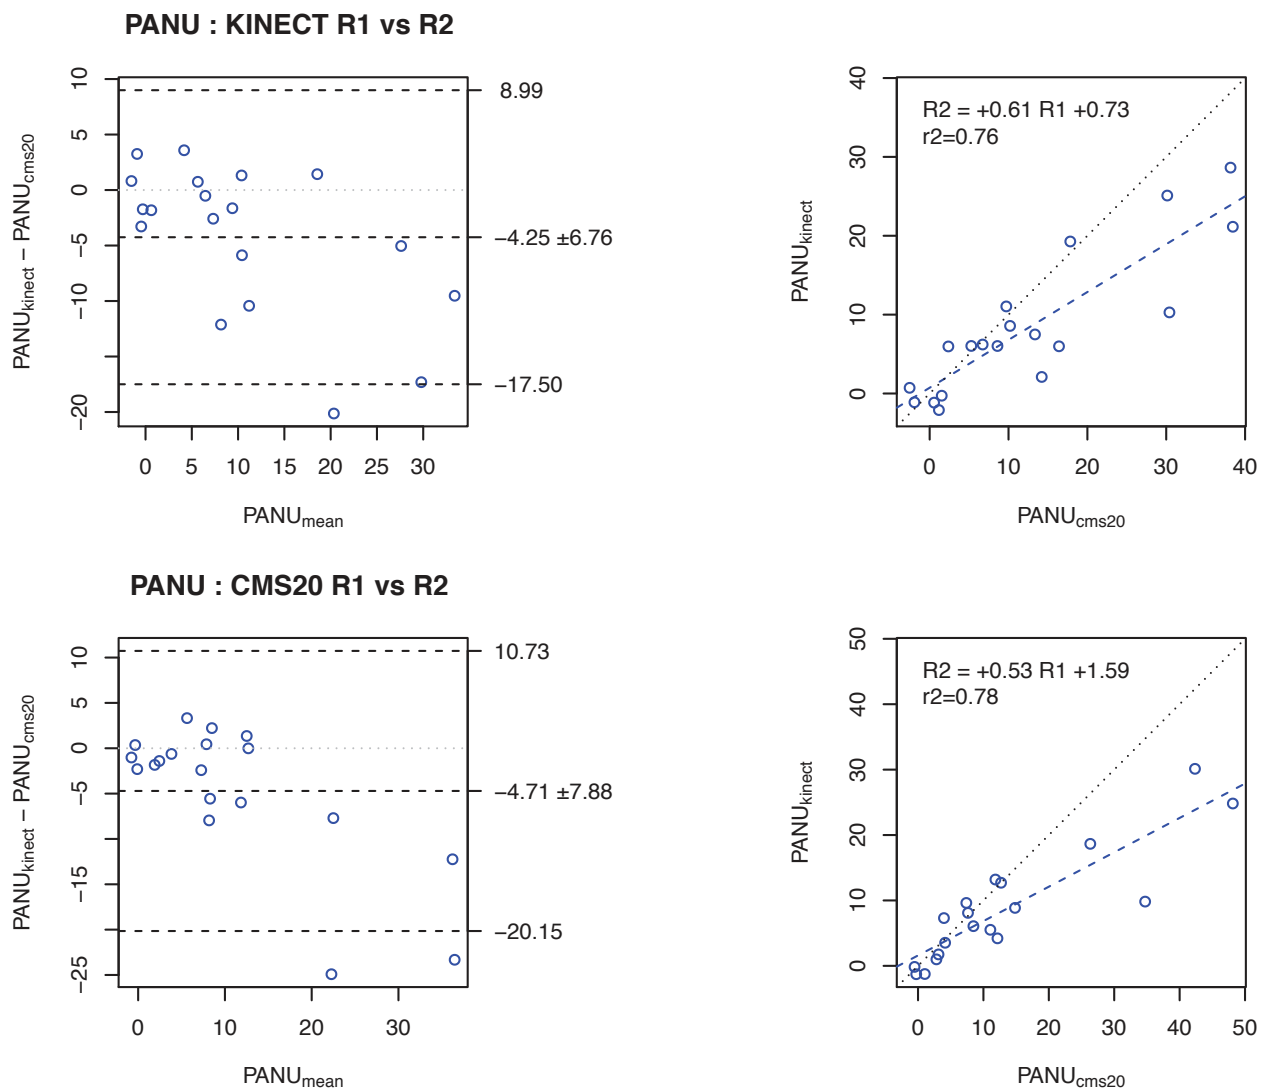 PANU : KINECT R1 vs R2
PANUkinect − PANUcms20
10
5
0
−5
−10
−20
8.99
−4.25 ±6.76
−17.50
0 5 10 15 20 25 30
PANUmean
PANUkinect
40
30
20
10
0
R2 = +0.61 R1 +0.73
r2=0.76
0 10 20 30 40
PANUcms20
PANU : CMS20 R1 vs R2
PANUkinect − PANUcms20
10
5
0
−5
−15
−25
10.73
−4.71 ±7.88
−20.15
0 10 20 30
PANUmean
PANUkinect
50
40
30
20
10
0
R2 = +0.53 R1 +1.59
r2=0.78
0 10 20 30 40 50
PANUcms20